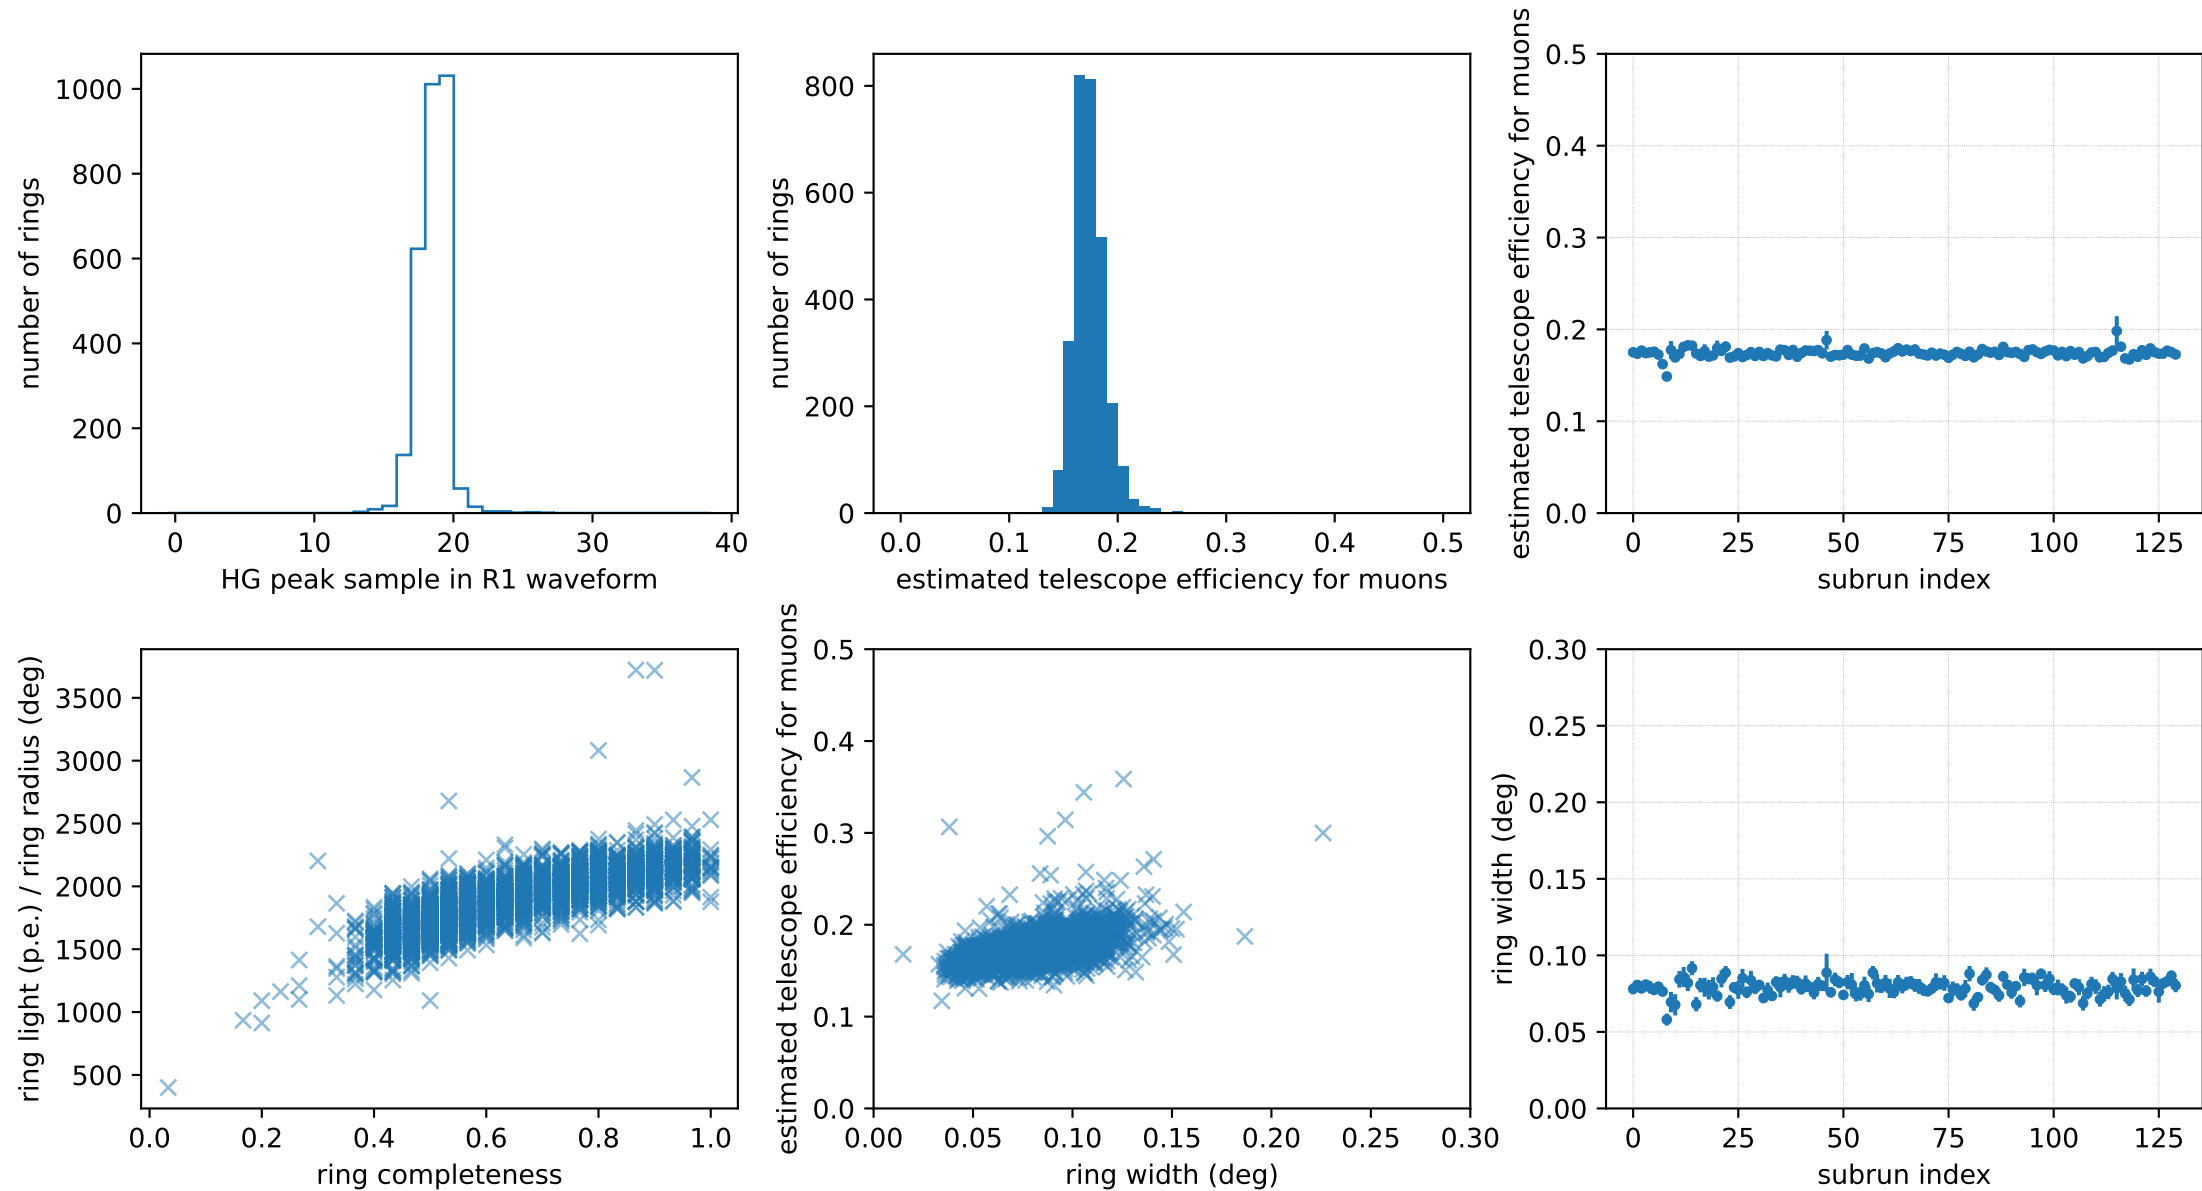 number of rings
1000
800
600
400
200
0
0 10 20 30 40
HG peak sample in R1 waveform
number of rings
800
600
400
200
0
0.0 0.1 0.2 0.3 0.4 0.5
estimated telescope efficiency for muons
estimated telescope efficiency for muons
0.5
0.4
0.3
0.2
0.1
0.0
0 25 50 75 100 125
subrun index
ring light (p.e.) / ring radius (deg)
3500
3000
2500
2000
1500
1000
500
0.0 0.2 0.4 0.6 0.8 1.0
ring completeness
estimated telescope efficiency for muons
0.5
0.4
0.3
0.2
0.1
0.0
0.00 0.05 0.10 0.15 0.20 0.25 0.30
ring width (deg)
ring width (deg)
0.30
0.25
0.20
0.15
0.10
0.05
0.00
0 25 50 75 100 125
subrun index